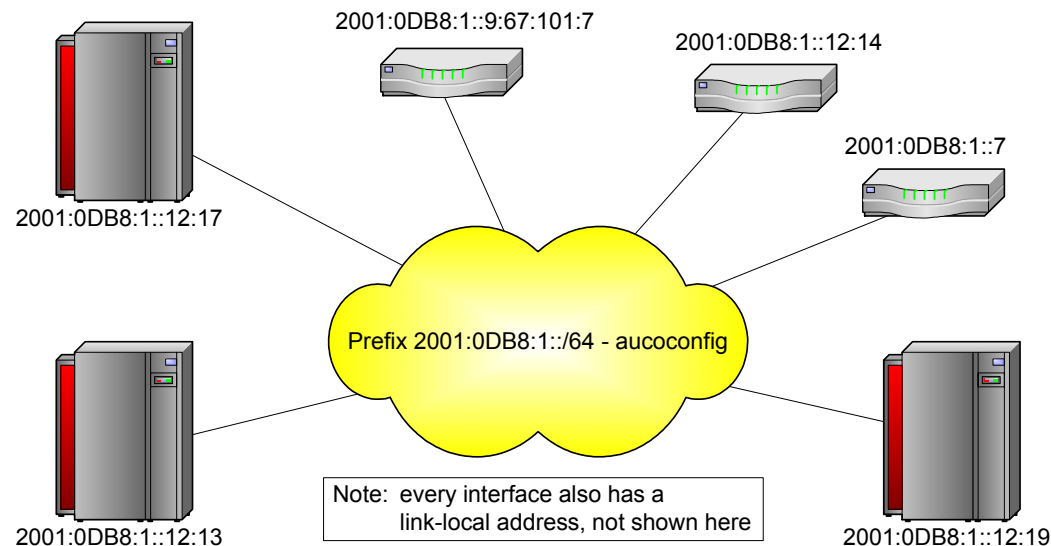 2001:0DB8:1::9:67:101:7
2001:0DB8:1::12:14
2001:0DB8:1::7
2001:0DB8:1::12:17
Prefix 2001:0DB8:1::/64 - aucoconfig
Note: every interface also has a
link-local address, not shown here
2001:0DB8:1::12:13
2001:0DB8:1::12:19